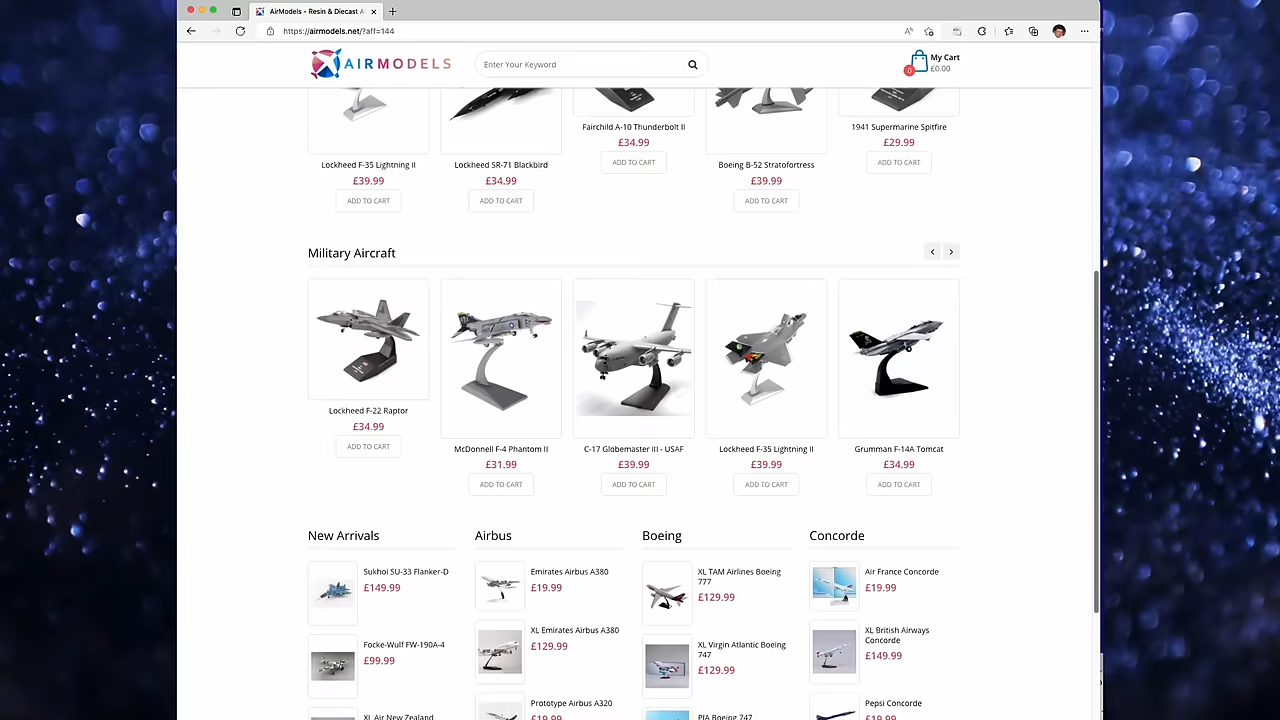 AirModels - Resin & Diecast A
https://airmodels.net/?aff=144
AIRMODELS
Enter Your Keyword
My Cart
0
£0.00
Fairchild A-10 Thunderbolt II
£34.99
ADD TO CART
1941 Supermarine Spitfire
£29.99
ADD TO CART
Lockheed F-35 Lightning II
£39.99
ADD TO CART
Lockheed SR-71 Blackbird
£34.99
ADD TO CART
Boeing B-52 Stratofortress
£39.99
ADD TO CART
Military Aircraft
Lockheed F-22 Raptor
£34.99
ADD TO CART
McDonnell F-4 Phantom II
£31.99
ADD TO CART
C-17 Globemaster III - USAF
£39.99
ADD TO CART
Lockheed F-35 Lightning II
£39.99
ADD TO CART
Grumman F-14A Tomcat
£34.99
ADD TO CART
New Arrivals
Sukhoi SU-33 Flanker-D
£149.99
Focke-Wulf FW-190A-4
£99.99
XL Air New Zealand
Airbus
Emirates Airbus A380
£19.99
XL Emirates Airbus A380
£129.99
Prototype Airbus A320
£19.99
Boeing
XL TAM Airlines Boeing
777
£129.99
XL Virgin Atlantic Boeing
747
£129.99
PIA Boeing 747
Concorde
Air France Concorde
£19.99
XL British Airways
Concorde
£149.99
Pepsi Concorde
£19.99